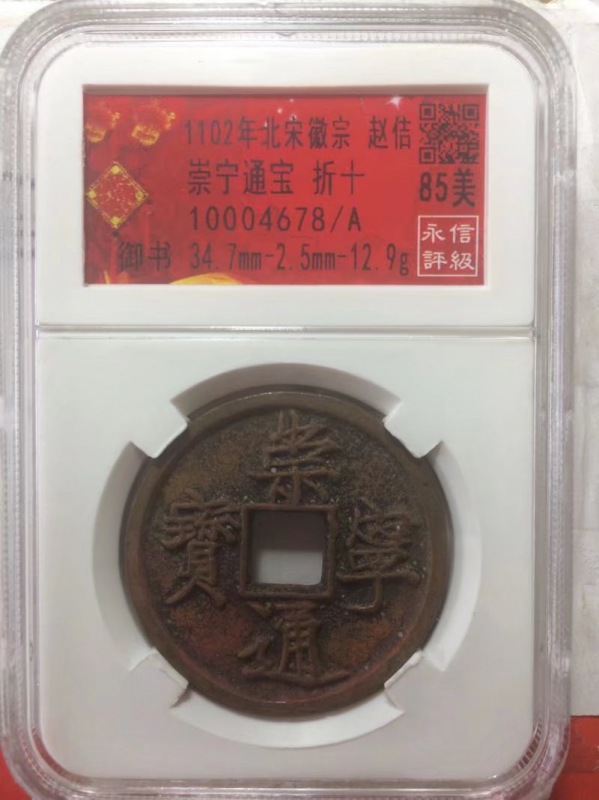 1102年北宋徽宗 赵佶
崇宁通宝 折十
85美
10004678/A
御书 34.7mm-2.5mm-12.9g
永信
評級
崇
寧
通
寳